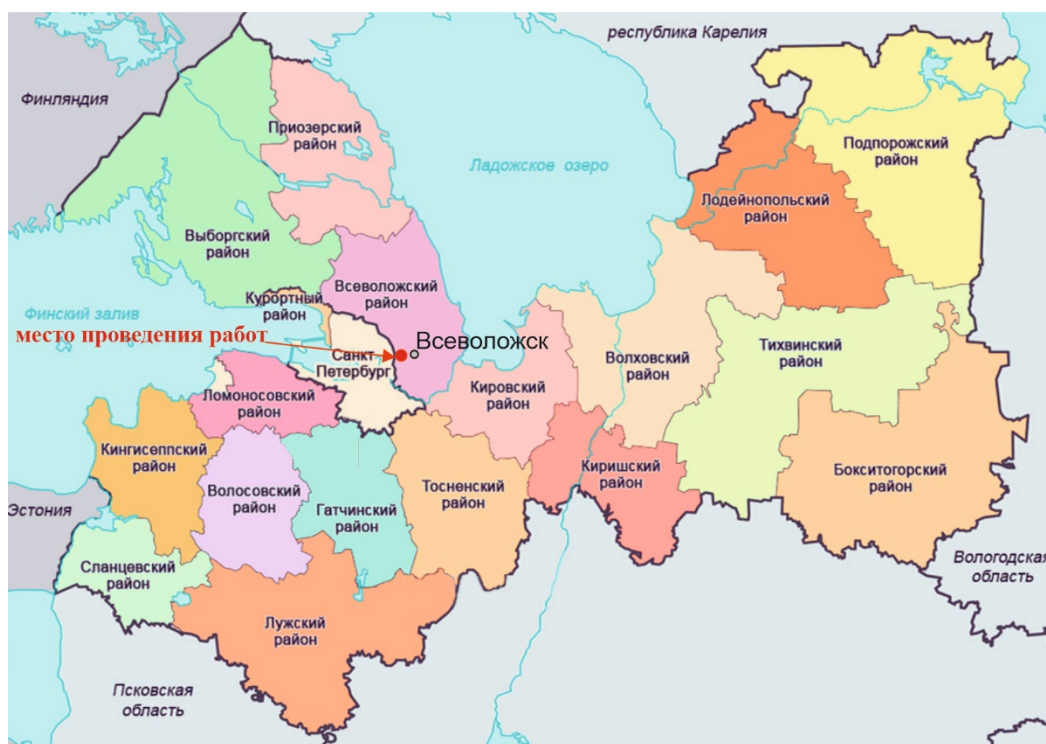 республика Карелия
Финляндия
Приозерский
район
Подпорожский
район
Ладожское озеро
Лодейнопольский
район
Выборгский
район
Всеволожский
район
Курортный
район
Финский залив
место проведения работ
Всеволожск
Санкт
Петербург
Волховский
район
Тихвинский
район
Кировский
район
Ломоносовский
район
Кингисеппский
район
Киришский
район
Бокситогорский
район
Тосненский
район
Волосовский
район
Гатчинский
район
Эстония
Сланцевский
район
Вологодская
область
Лужский
район
Псковская
область